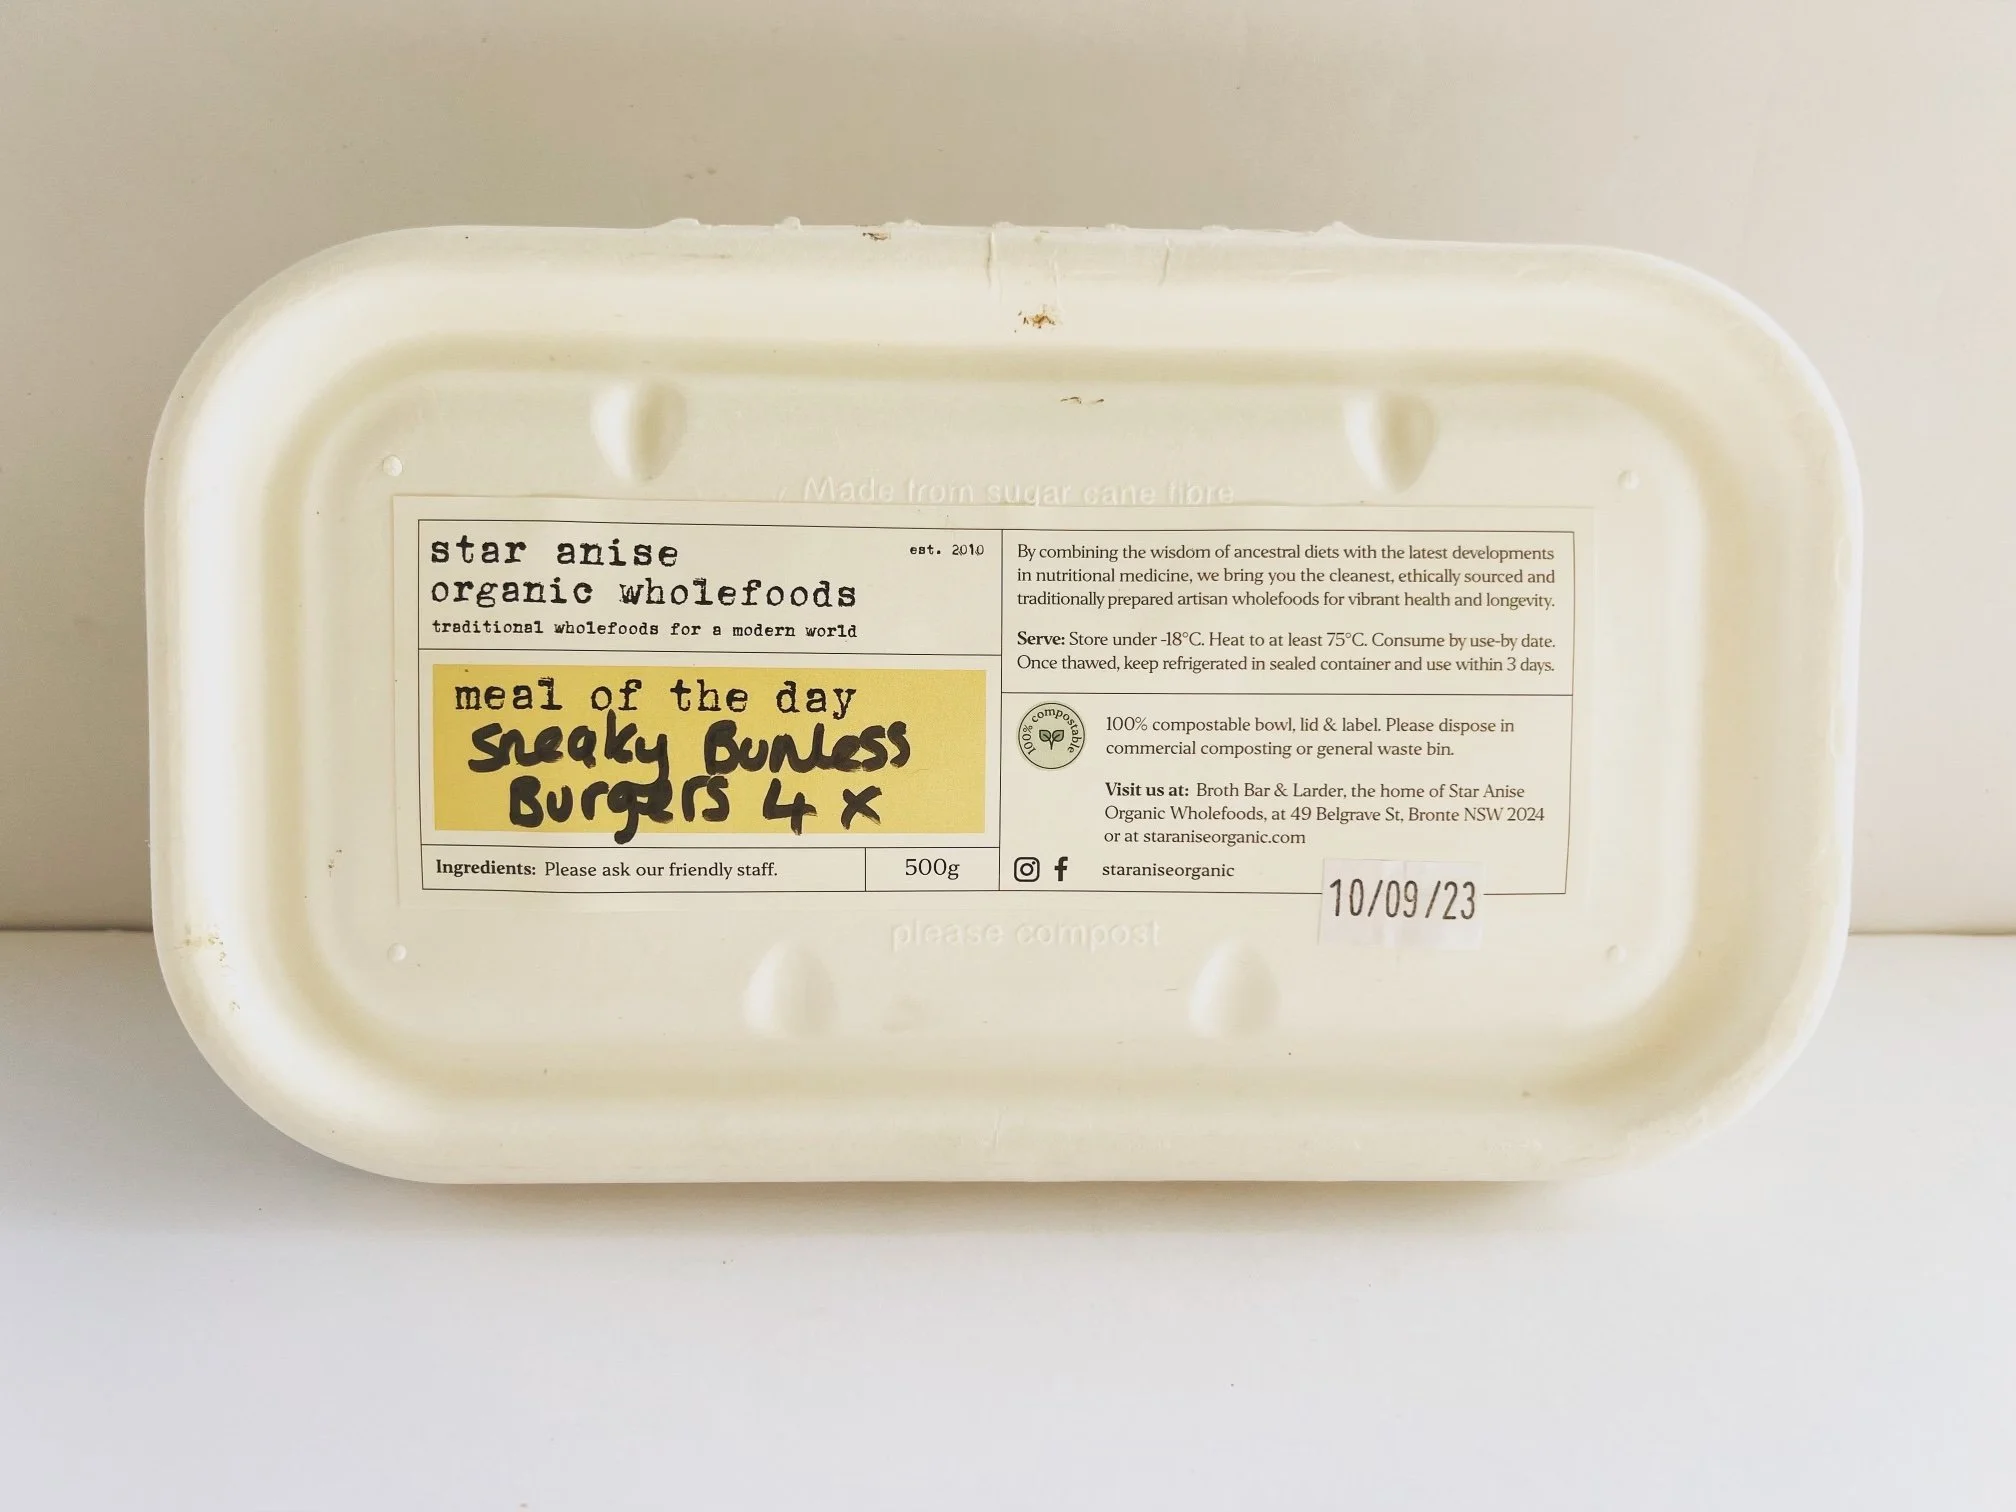 Made from sugar cane fibre
star anise
organic wholefoods
est. 2010
traditional wholefoods for a modern world
meal of the day
Sneaky Bunless
Burgers 4 x
Ingredients: Please ask our friendly staff.
500g
By combining the wisdom of ancestral diets with the latest developments
in nutritional medicine, we bring you the cleanest, ethically sourced and
traditionally prepared artisan wholefoods for vibrant health and longevity.
Serve: Store under -18°C. Heat to at least 75°C. Consume by use-by date.
Once thawed, keep refrigerated in sealed container and use within 3 days.
100% compostable
100% compostable bowl, lid & label. Please dispose in
commercial composting or general waste bin.
Visit us at: Broth Bar & Larder, the home of Star Anise
Organic Wholefoods, at 49 Belgrave St, Bronte NSW 2024
or at staraniseorganic.com
staraniseorganic
10/09/23
please compost